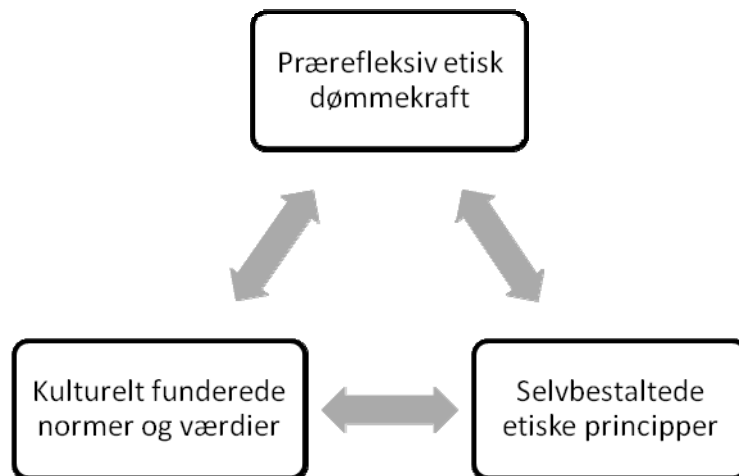 Prærefleksiv etisk
dømmekraft
Kulturelt funderede
normer og værdier
Selvbestaltede
etiske principper